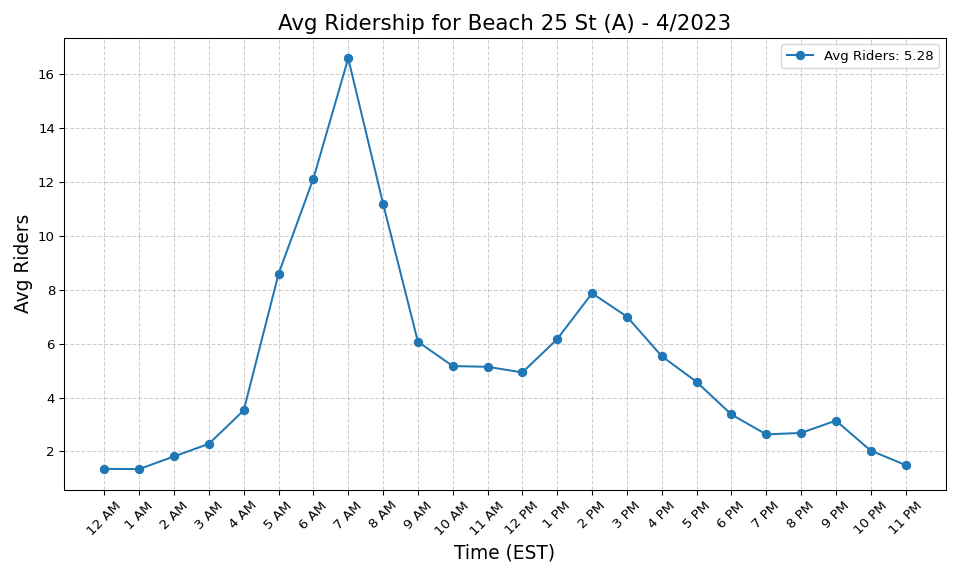 Avg Ridership for Beach 25 St (A) - 4/2023
Avg Riders: 5.28
Avg Riders
16
14
12
10
8
6
4
2
12 AM
1 AM
2 AM
3 AM
4 AM
5 AM
6 AM
7 AM
8 AM
9 AM
10 AM
11 AM
12 PM
1 PM
2 PM
3 PM
4 PM
5 PM
6 PM
7 PM
8 PM
9 PM
10 PM
11 PM
Time (EST)